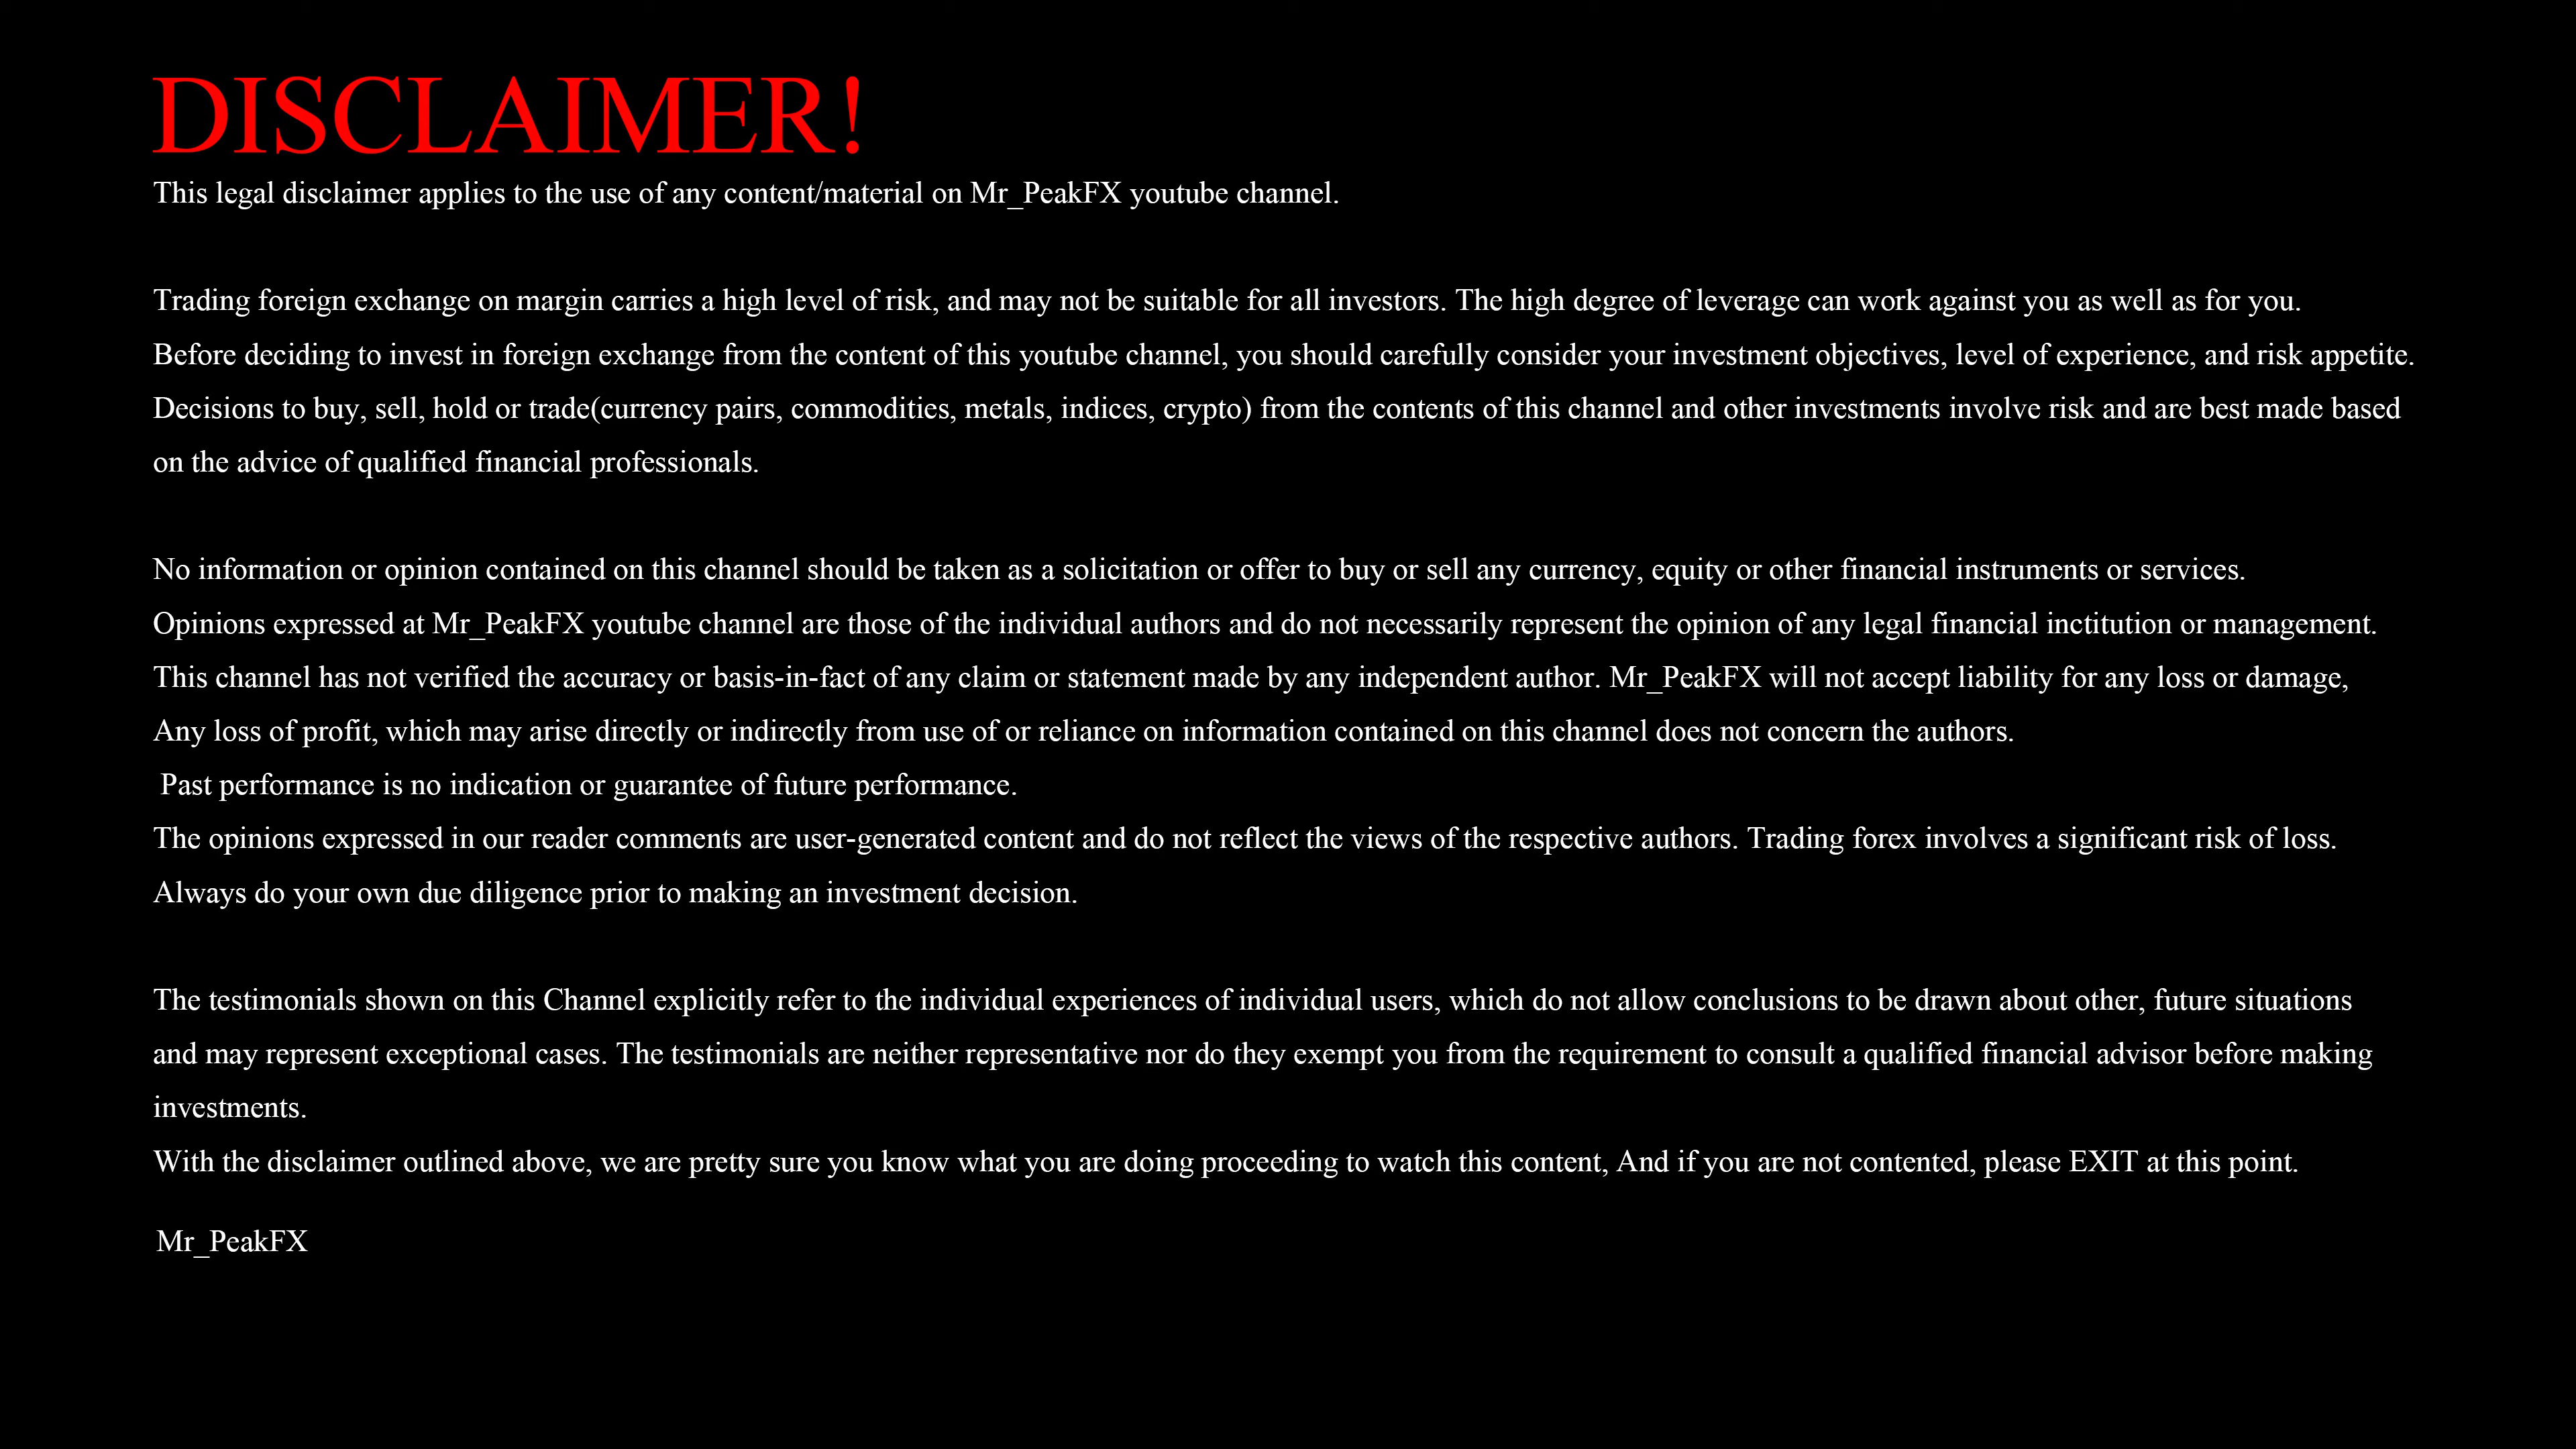 DISCLAIMER!
This legal disclaimer applies to the use of any content/material on Mr_PeakFX youtube channel.
Trading foreign exchange on margin carries a high level of risk, and may not be suitable for all investors. The high degree of leverage can work against you as well as for you.
Before deciding to invest in foreign exchange from the content of this youtube channel, you should carefully consider your investment objectives, level of experience, and risk appetite.
Decisions to buy, sell, hold or trade(currency pairs, commodities, metals, indices, crypto) from the contents of this channel and other investments involve risk and are best made based
on the advice of qualified financial professionals.
No information or opinion contained on this channel should be taken as a solicitation or offer to buy or sell any currency, equity or other financial instruments or services.
Opinions expressed at Mr_PeakFX youtube channel are those of the individual authors and do not necessarily represent the opinion of any legal financial inctitution or management.
This channel has not verified the accuracy or basis-in-fact of any claim or statement made by any independent author. Mr_PeakFX will not accept liability for any loss or damage,
Any loss of profit, which may arise directly or indirectly from use of or reliance on information contained on this channel does not concern the authors.
Past performance is no indication or guarantee of future performance.
The opinions expressed in our reader comments are user-generated content and do not reflect the views of the respective authors. Trading forex involves a significant risk of loss.
Always do your own due diligence prior to making an investment decision.
The testimonials shown on this Channel explicitly refer to the individual experiences of individual users, which do not allow conclusions to be drawn about other, future situations
and may represent exceptional cases. The testimonials are neither representative nor do they exempt you from the requirement to consult a qualified financial advisor before making
investments.
With the disclaimer outlined above, we are pretty sure you know what you are doing proceeding to watch this content, And if you are not contented, please EXIT at this point.
Mr_PeakFX